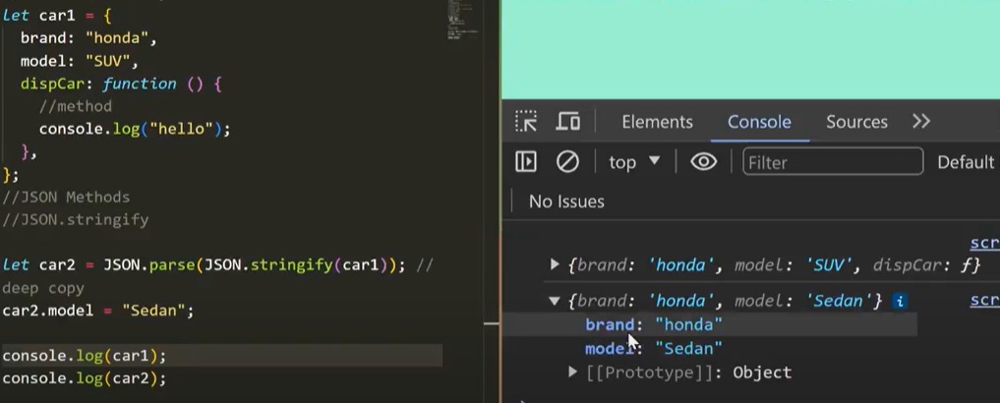 let car1 = {
brand: "honda",
model: "SUV",
dispCar: function () {
//method
console.log("hello");
},
};
//JSON Methods
//JSON.stringify
let car2 = JSON.parse(JSON.stringify(car1)); //
deep copy
car2.model = "Sedan";
console.log(car1);
console.log(car2);
Elements Console Sources
top Filter Default
No Issues
scr
{brand: 'honda', model: 'SUV', dispCar: ƒ}
{brand: 'honda', model: 'Sedan'} i scr
brand: "honda"
model: "Sedan"
[[Prototype]]: Object